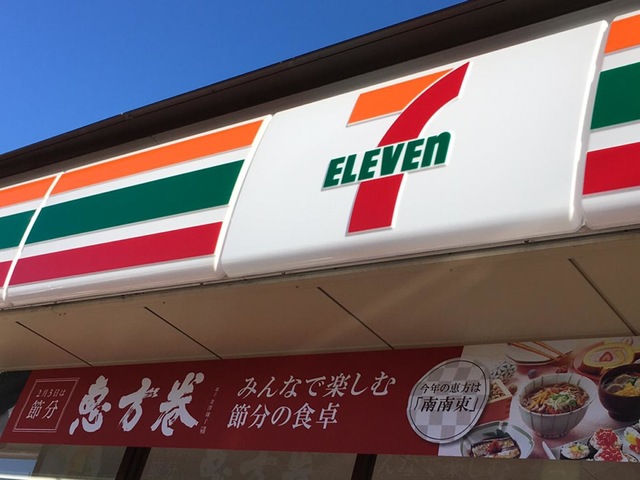 7
ELEVEn
2月3日は
節分
恵方巻
みんなで楽しむ
節分の食卓
今年の恵方は
「南南東」